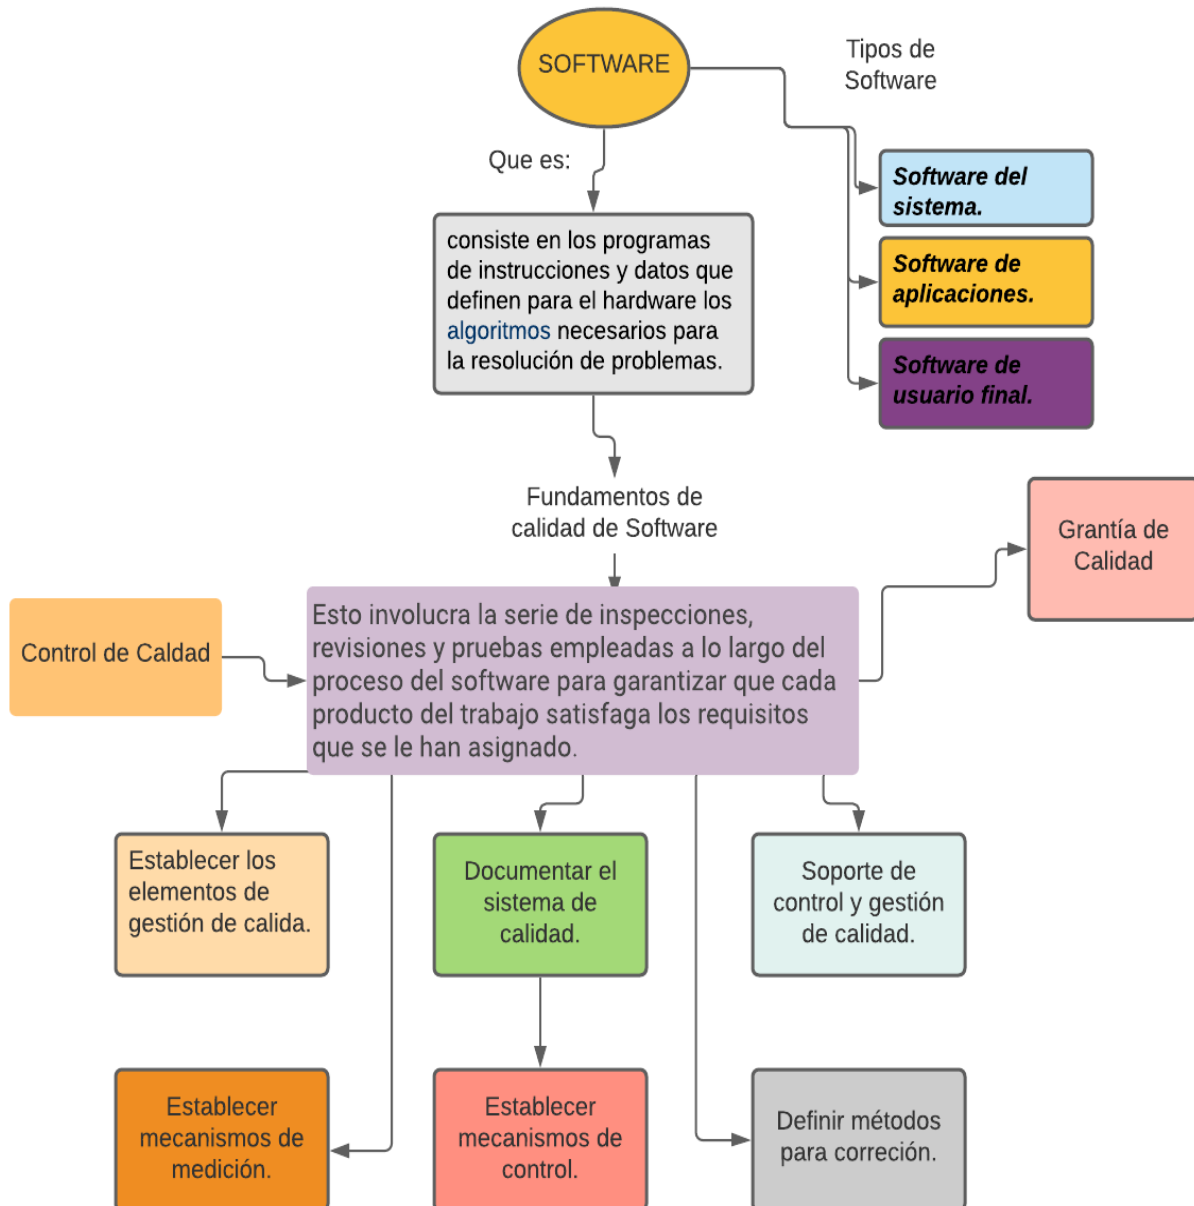 SOFTWARE
Tipos de
Software
Que es:
Software del
sistema.
Software de
aplicaciones.
Software de
usuario final.
consiste en los programas
de instrucciones y datos que
definen para el hardware los
algoritmos necesarios para
la resolución de problemas.
Fundamentos de
calidad de Software
Grantía de
Calidad
Control de Caldad
Esto involucra la serie de inspecciones,
revisiones y pruebas empleadas a lo largo del
proceso del software para garantizar que cada
producto del trabajo satisfaga los requisitos
que se le han asignado.
Establecer los
elementos de
gestión de calida.
Documentar el
sistema de
calidad.
Soporte de
control y gestión
de calidad.
Establecer
mecanismos de
medición.
Establecer
mecanismos de
control.
Definir métodos
para correción.